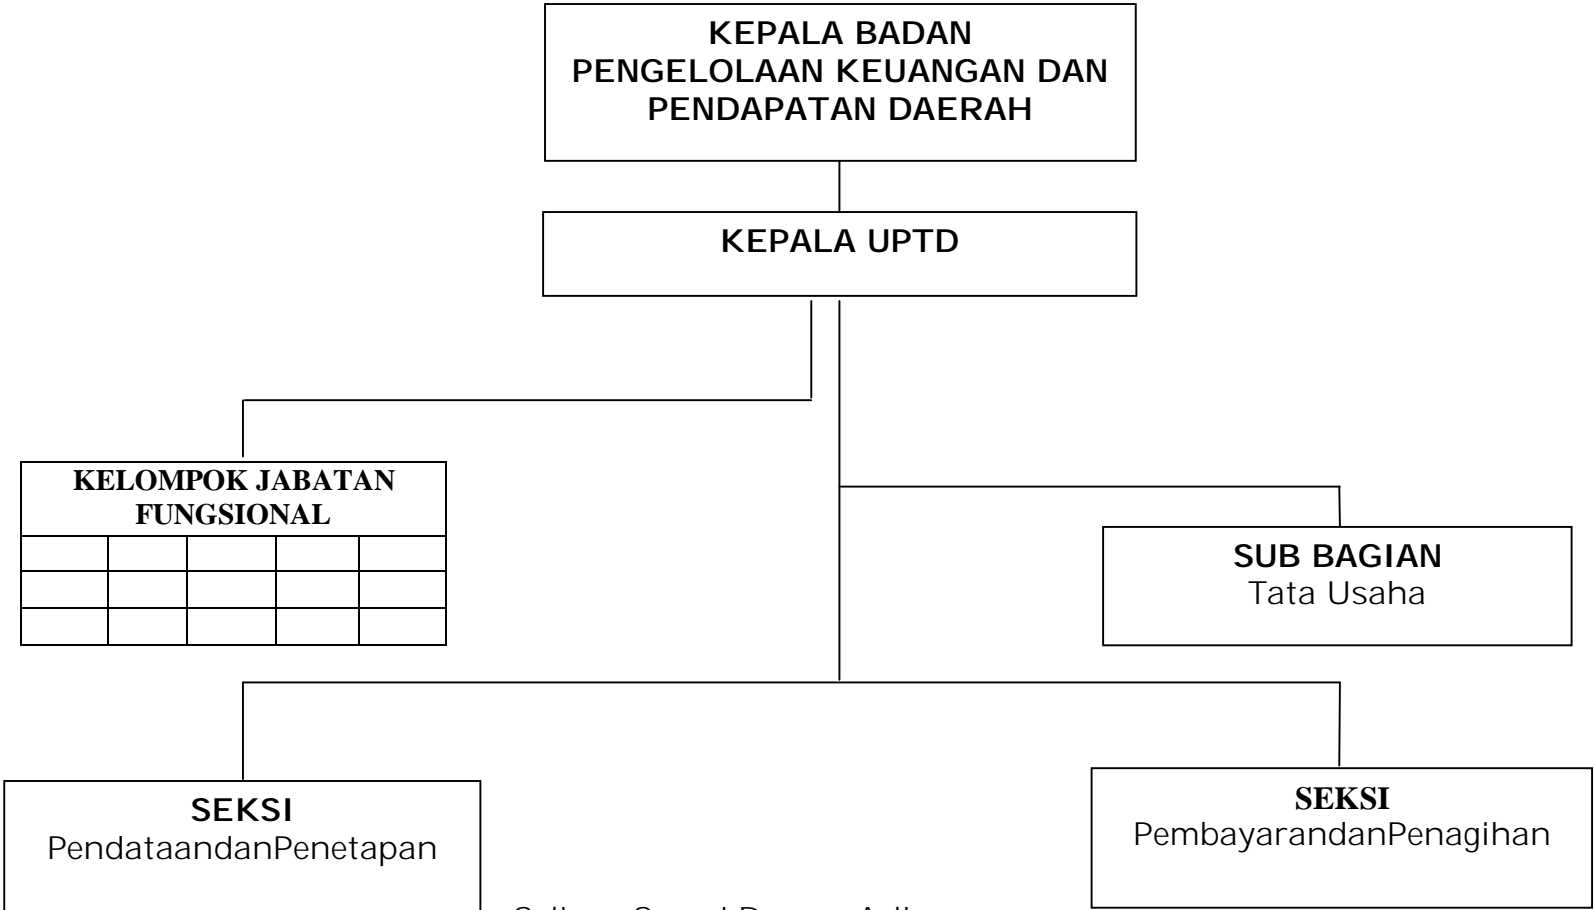 KEPALA BADAN
PENGELOLAAN KEUANGAN DAN
PENDAPATAN DAERAH
KEPALA UPTD
KELOMPOK JABATAN
FUNGSIONAL
SUB BAGIAN
Tata Usaha
SEKSI
PendataandanPenetapan
SEKSI
PembayarandanPenagihan